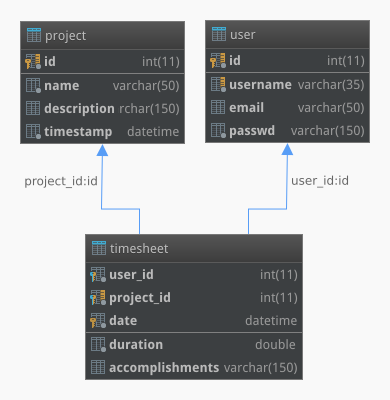 project
id int(11)
name varchar(50)
description rchar(150)
timestamp datetime
user
id int(11)
username varchar(35)
email varchar(50)
passwd varchar(150)
project_id:id
user_id:id
timesheet
user_id int(11)
project_id int(11)
date datetime
duration double
accomplishments varchar(150)